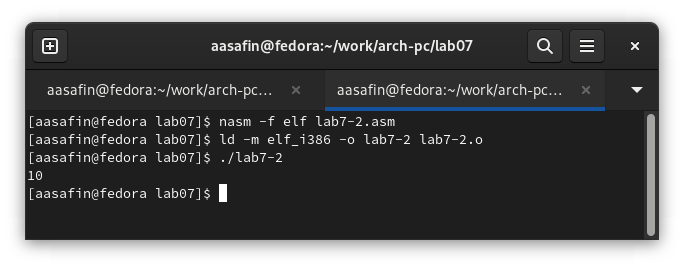 aasafin@fedora:~/work/arch-pc/lab07
aasafin@fedora:~/work/arch-pc... × aasafin@fedora:~/work/arch-pc... ×
[aasafin@fedora lab07]$ nasm -f elf lab7-2.asm
[aasafin@fedora lab07]$ ld -m elf_i386 -o lab7-2 lab7-2.o
[aasafin@fedora lab07]$ ./lab7-2
10
[aasafin@fedora lab07]$